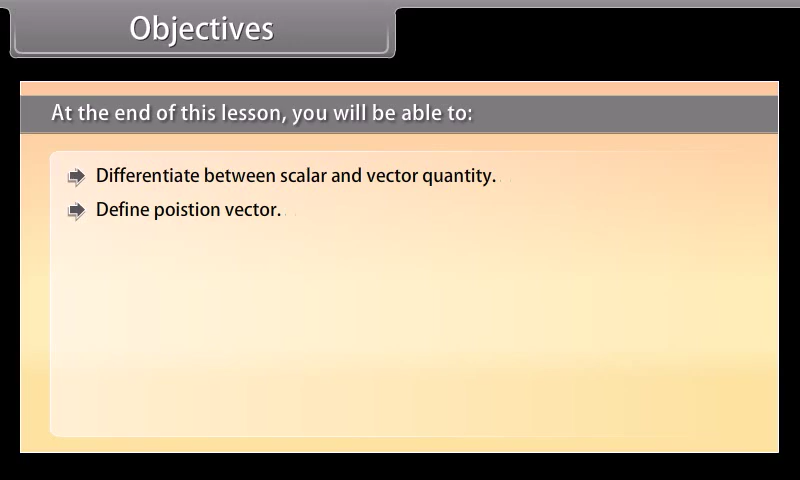 Objectives
At the end of this lesson, you will be able to:
Differentiate between scalar and vector quantity.
Define poistion vector.